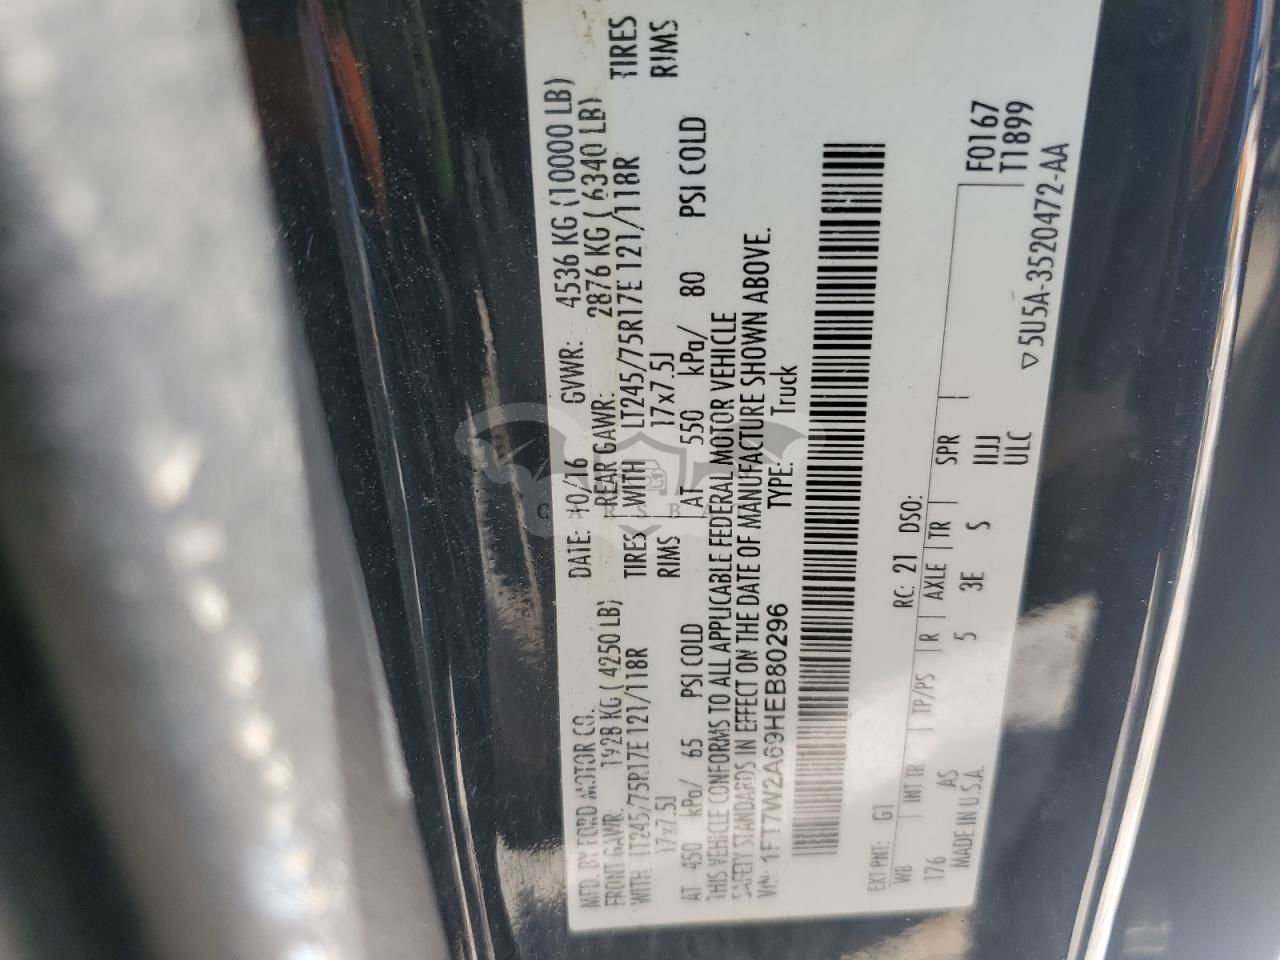 MFD. BY FORD MOTOR CO.
DATE: 10/16 GVWR: 4536 KG (10000 LB)
FRONT GAWR: 1928 KG ( 4250 LB) REAR GAWR: 2876 KG ( 6340 LB)
WITH LT245/75R17E 121/118R TIRES WITH LT245/75R17E 121/118R TIRES
17x7.5J RIMS 17x7.5J RIMS
AT 450 kPa/ 65 PSI COLD AT 550 kPa/ 80 PSI COLD
THIS VEHICLE CONFORMS TO ALL APPLICABLE FEDERAL MOTOR VEHICLE
SAFETY STANDARDS IN EFFECT ON THE DATE OF MANUFACTURE SHOWN ABOVE.
VIN: 1FT7W2A69HEB80296 TYPE: Truck
EXT PNT: G1 RC: 21 DSO:
WB INT TR TP/PS R AXLE TR SPR
F0167
176 AS 5 3E S IIJJ T1899
MADE IN U.S.A. ULC
▽5U5A-3520472-AA